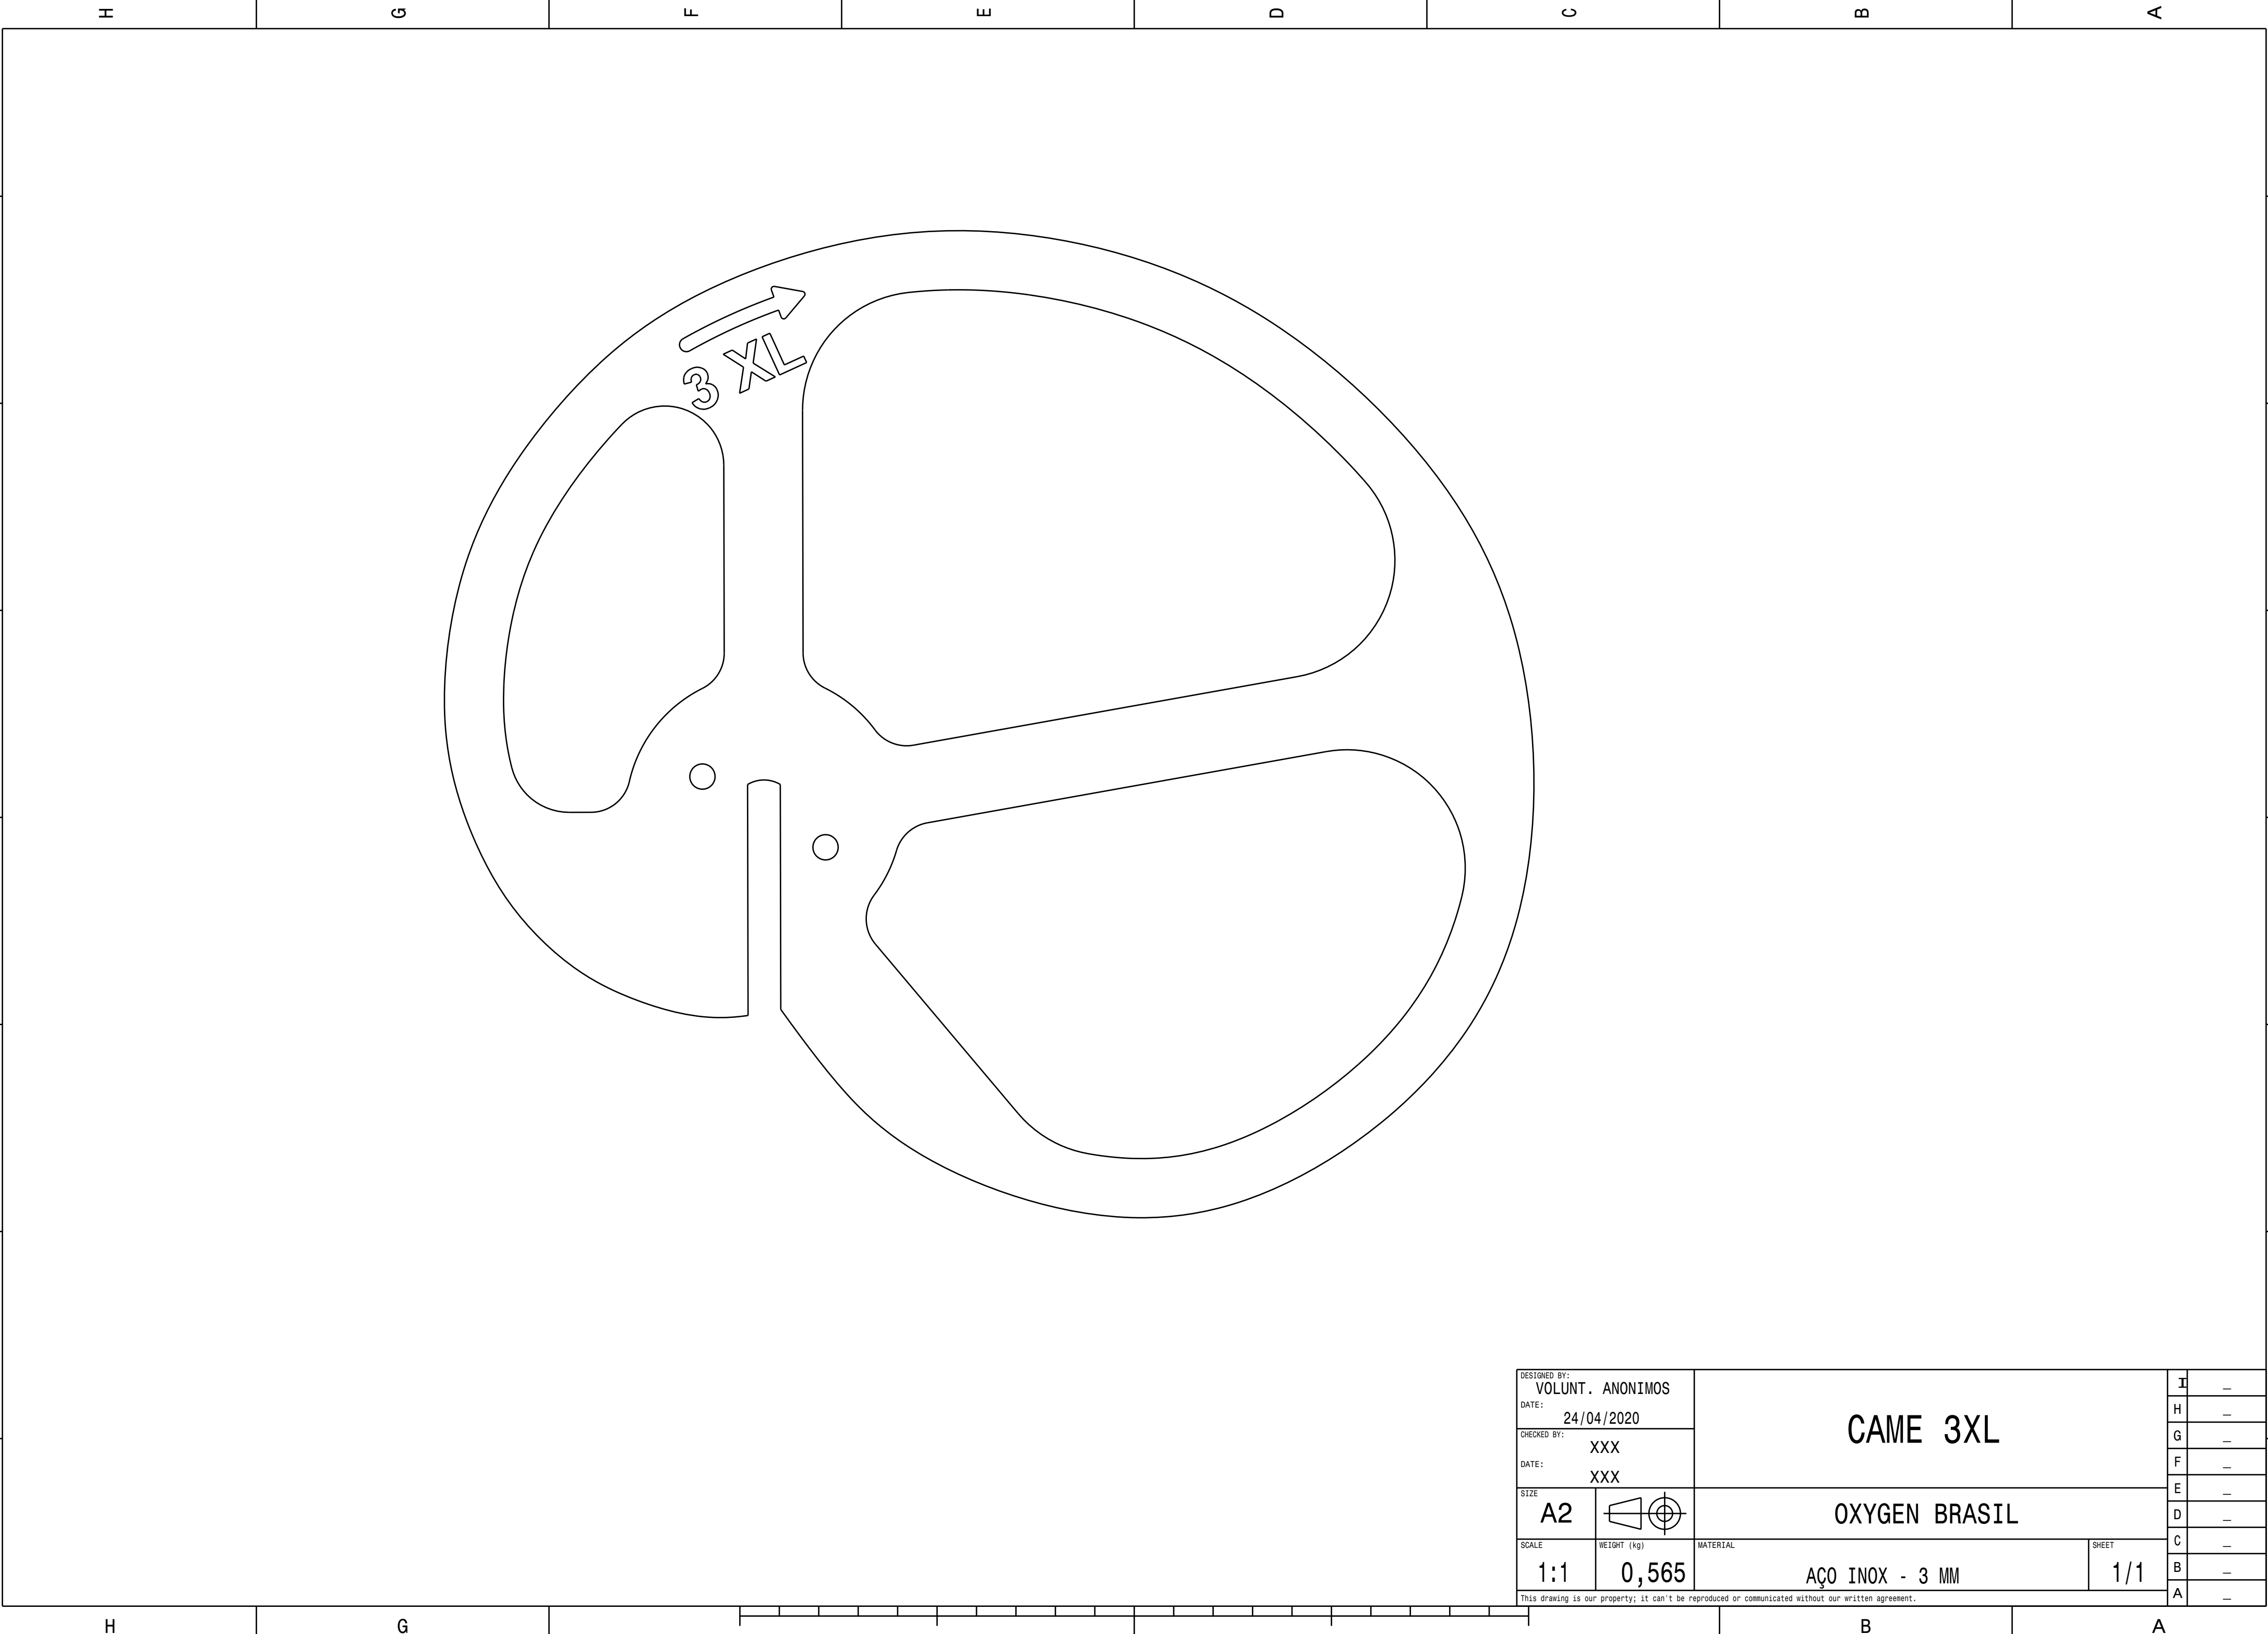 H G F E D C B A
3 XL
DESIGNED BY:
VOLUNT. ANONIMOS
DATE:
24/04/2020
CHECKED BY:
XXX
DATE:
XXX
SIZE
A2
SCALE
1:1
WEIGHT (kg)
0,565
CAME 3XL
OXYGEN BRASIL
MATERIAL
AÇO INOX - 3 MM
SHEET
1/1
This drawing is our property; it can't be reproduced or communicated without our written agreement.
I _
H _
G _
F _
E _
D _
C _
B _
A _
H G B A